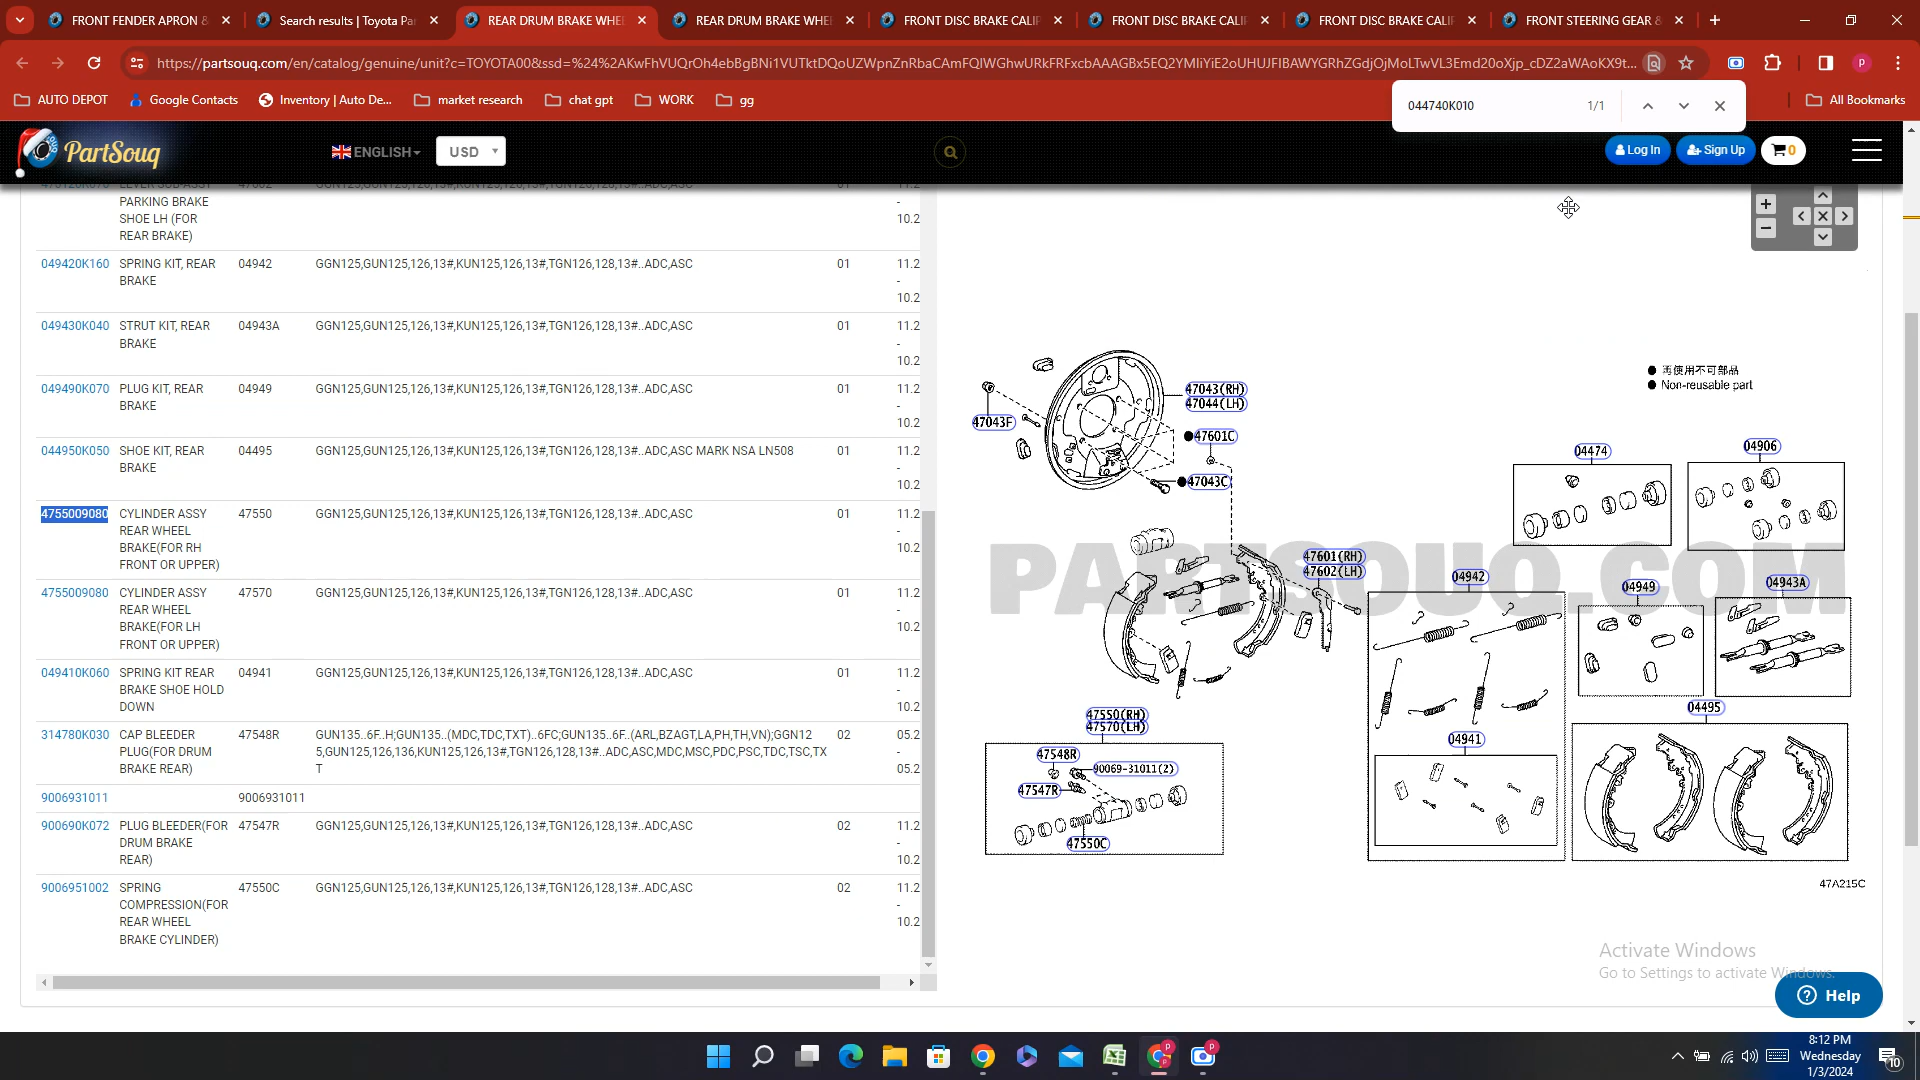 FRONT FENDER APRON &
Search results | Toyota Par
REAR DRUM BRAKE WHE
REAR DRUM BRAKE WHE
FRONT DISC BRAKE CALIF
FRONT DISC BRAKE CALIF
FRONT DISC BRAKE CALIF
FRONT STEERING GEAR &
AUTO DEPOT
Google Contacts
Inventory | Auto De...
market research
chat gpt
WORK
gg
All Bookmarks
044740K010
1/1
PartSouq
ENGLISH
USD
Log In
Sign Up
0
PARKING BRAKE
SHOE LH (FOR
REAR BRAKE)
-
10.2
049420K160 SPRING KIT, REAR 04942 GGN125,GUN125,126,13#,KUN125,126,13#,TGN126,128,13#..ADC,ASC 01 11.2
BRAKE -
10.2
049430K040 STRUT KIT, REAR 04943A GGN125,GUN125,126,13#,KUN125,126,13#,TGN126,128,13#..ADC,ASC 01 11.2
BRAKE -
10.2
049490K070 PLUG KIT, REAR 04949 GGN125,GUN125,126,13#,KUN125,126,13#,TGN126,128,13#..ADC,ASC 01 11.2
BRAKE -
10.2
044950K050 SHOE KIT, REAR 04495 GGN125,GUN125,126,13#,KUN125,126,13#,TGN126,128,13#..ADC,ASC MARK NSA LN508 01 11.2
BRAKE -
10.2
4755009080 CYLINDER ASSY 47550 GGN125,GUN125,126,13#,KUN125,126,13#,TGN126,128,13#..ADC,ASC 01 11.2
REAR WHEEL -
BRAKE(FOR RH 10.2
FRONT OR UPPER)
4755009080 CYLINDER ASSY 47570 GGN125,GUN125,126,13#,KUN125,126,13#,TGN126,128,13#..ADC,ASC 01 11.2
REAR WHEEL -
BRAKE(FOR LH 10.2
FRONT OR UPPER)
049410K060 SPRING KIT REAR 04941 GGN125,GUN125,126,13#,KUN125,126,13#,TGN126,128,13#..ADC,ASC 01 11.2
BRAKE SHOE HOLD -
DOWN 10.2
314780K030 CAP BLEEDER 47548R GUN135..6F..H;GUN135..(MDC,TDC,TXT)..6FC;GUN135..6F..(ARL,BZAGT,LA,PH,TH,VN);GGN12 02 05.2
PLUG(FOR DRUM 5,GUN125,126,136,KUN125,126,13#,TGN126,128,13#..ADC,ASC,MDC,MSC,PDC,PSC,TDC,TSC,TX -
BRAKE REAR) T 05.2
9006931011 9006931011
900690K072 PLUG BLEEDER(FOR 47547R GGN125,GUN125,126,13#,KUN125,126,13#,TGN126,128,13#..ADC,ASC 02 11.2
DRUM BRAKE -
REAR) 10.2
9006951002 SPRING 47550C GGN125,GUN125,126,13#,KUN125,126,13#,TGN126,128,13#..ADC,ASC 02 11.2
COMPRESSION(FOR -
REAR WHEEL 10.2
BRAKE CYLINDER)
● 再使用不可部品
● Non-reusable part
47043(RH)
47044(LH)
47043F
47601C
47043C
04474
04906
PARTSOUQ.COM
47601(RH)
47602(LH)
04942
04949
04943A
04495
47550(RH)
47570(LH)
47548R
90069-31011(2)
47547R
47550C
04941
47A215C
Activate Windows
Go to Settings to activate Windows.
Help
8:12 PM
Wednesday
1/3/2024
10